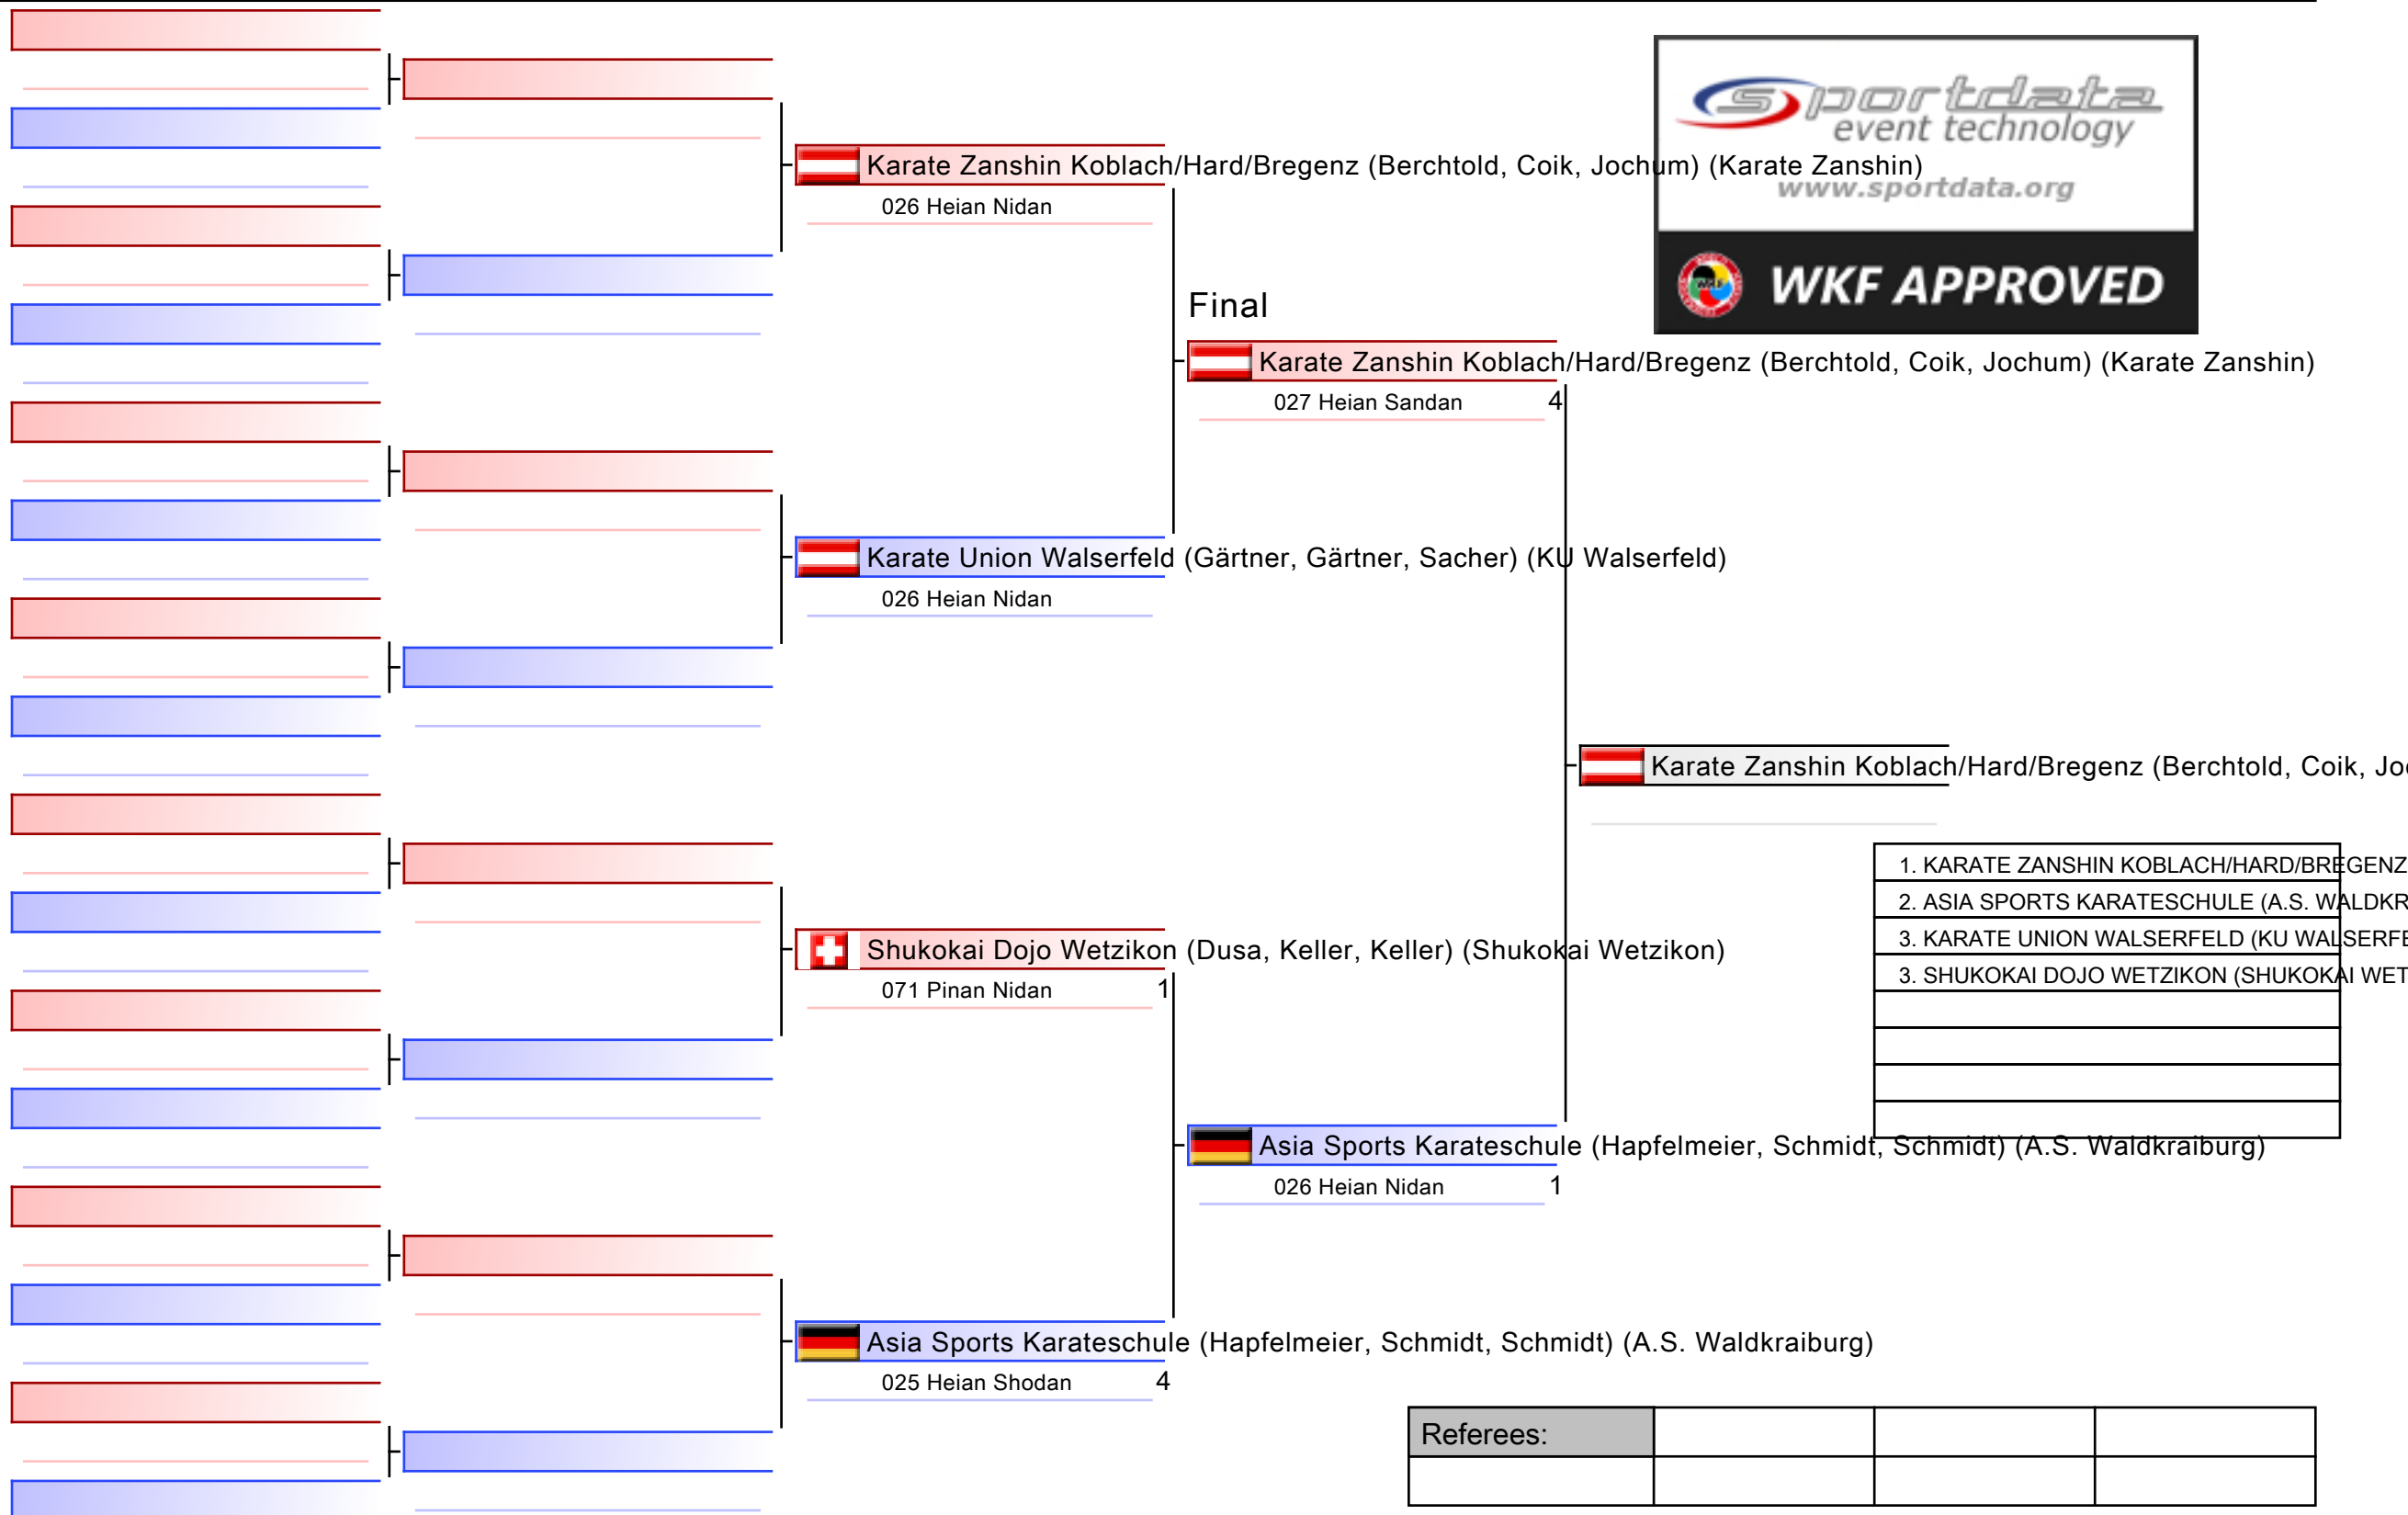 sportdata
event technology
www.sportdata.org
WKF APPROVED
Karate Zanshin Koblach/Hard/Bregenz (Berchtold, Coik, Jochum) (Karate Zanshin)
026 Heian Nidan
Final
Karate Zanshin Koblach/Hard/Bregenz (Berchtold, Coik, Jochum) (Karate Zanshin)
027 Heian Sandan 4
Karate Union Walserfeld (Gärtner, Gärtner, Sacher) (KU Walserfeld)
026 Heian Nidan
Karate Zanshin Koblach/Hard/Bregenz (Berchtold, Coik,
1. KARATE ZANSHIN KOBLACH/HARD/BREGENZ
2. ASIA SPORTS KARATESCHULE (A.S. WALDKR
3. KARATE UNION WALSERFELD (KU WALSERFE
3. SHUKOKAI DOJO WETZIKON (SHUKOKAI WET
Shukokai Dojo Wetzikon (Dusa, Keller, Keller) (Shukokai Wetzikon)
071 Pinan Nidan 1
Asia Sports Karateschule (Hapfelmeier, Schmidt, Schmidt) (A.S. Waldkraiburg)
026 Heian Nidan 1
Asia Sports Karateschule (Hapfelmeier, Schmidt, Schmidt) (A.S. Waldkraiburg)
025 Heian Shodan 4
Referees: